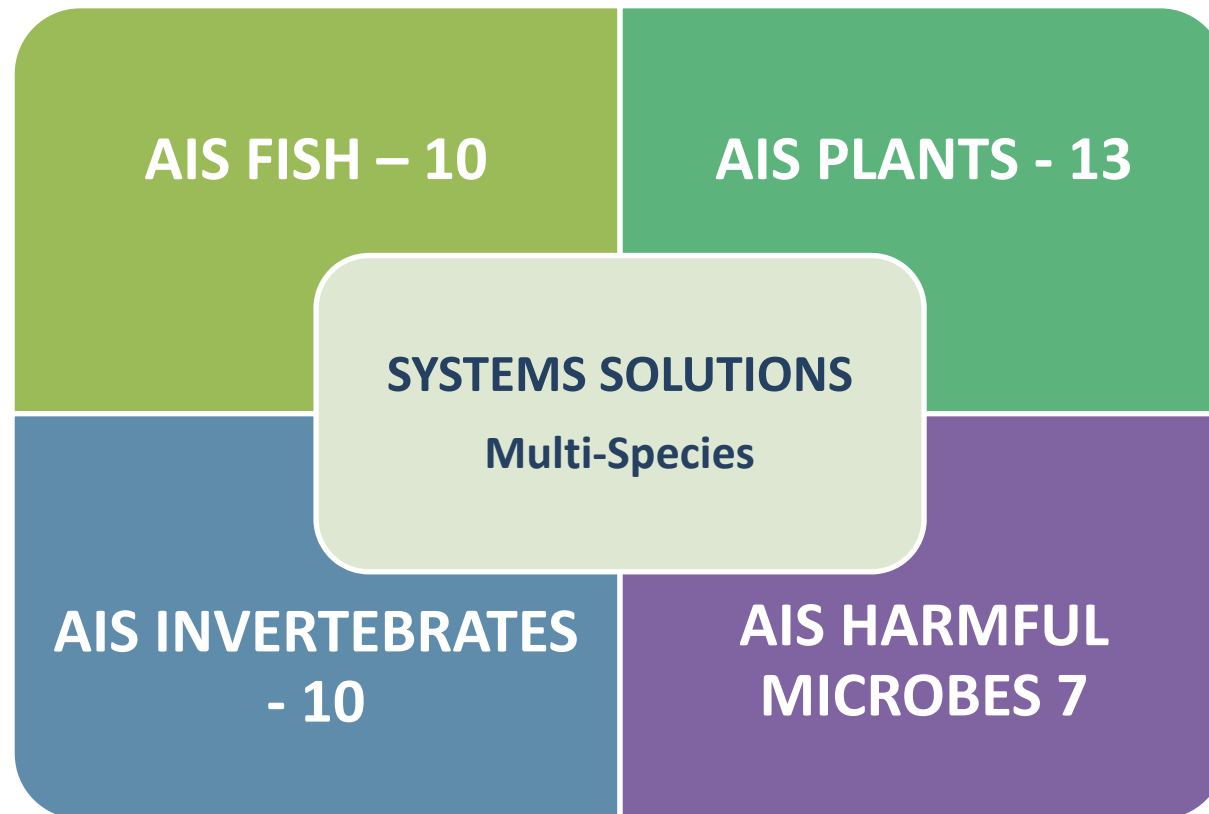 AIS FISH – 10
AIS PLANTS - 13
SYSTEMS SOLUTIONS
Multi-Species
AIS INVERTEBRATES
- 10
AIS HARMFUL
MICROBES 7